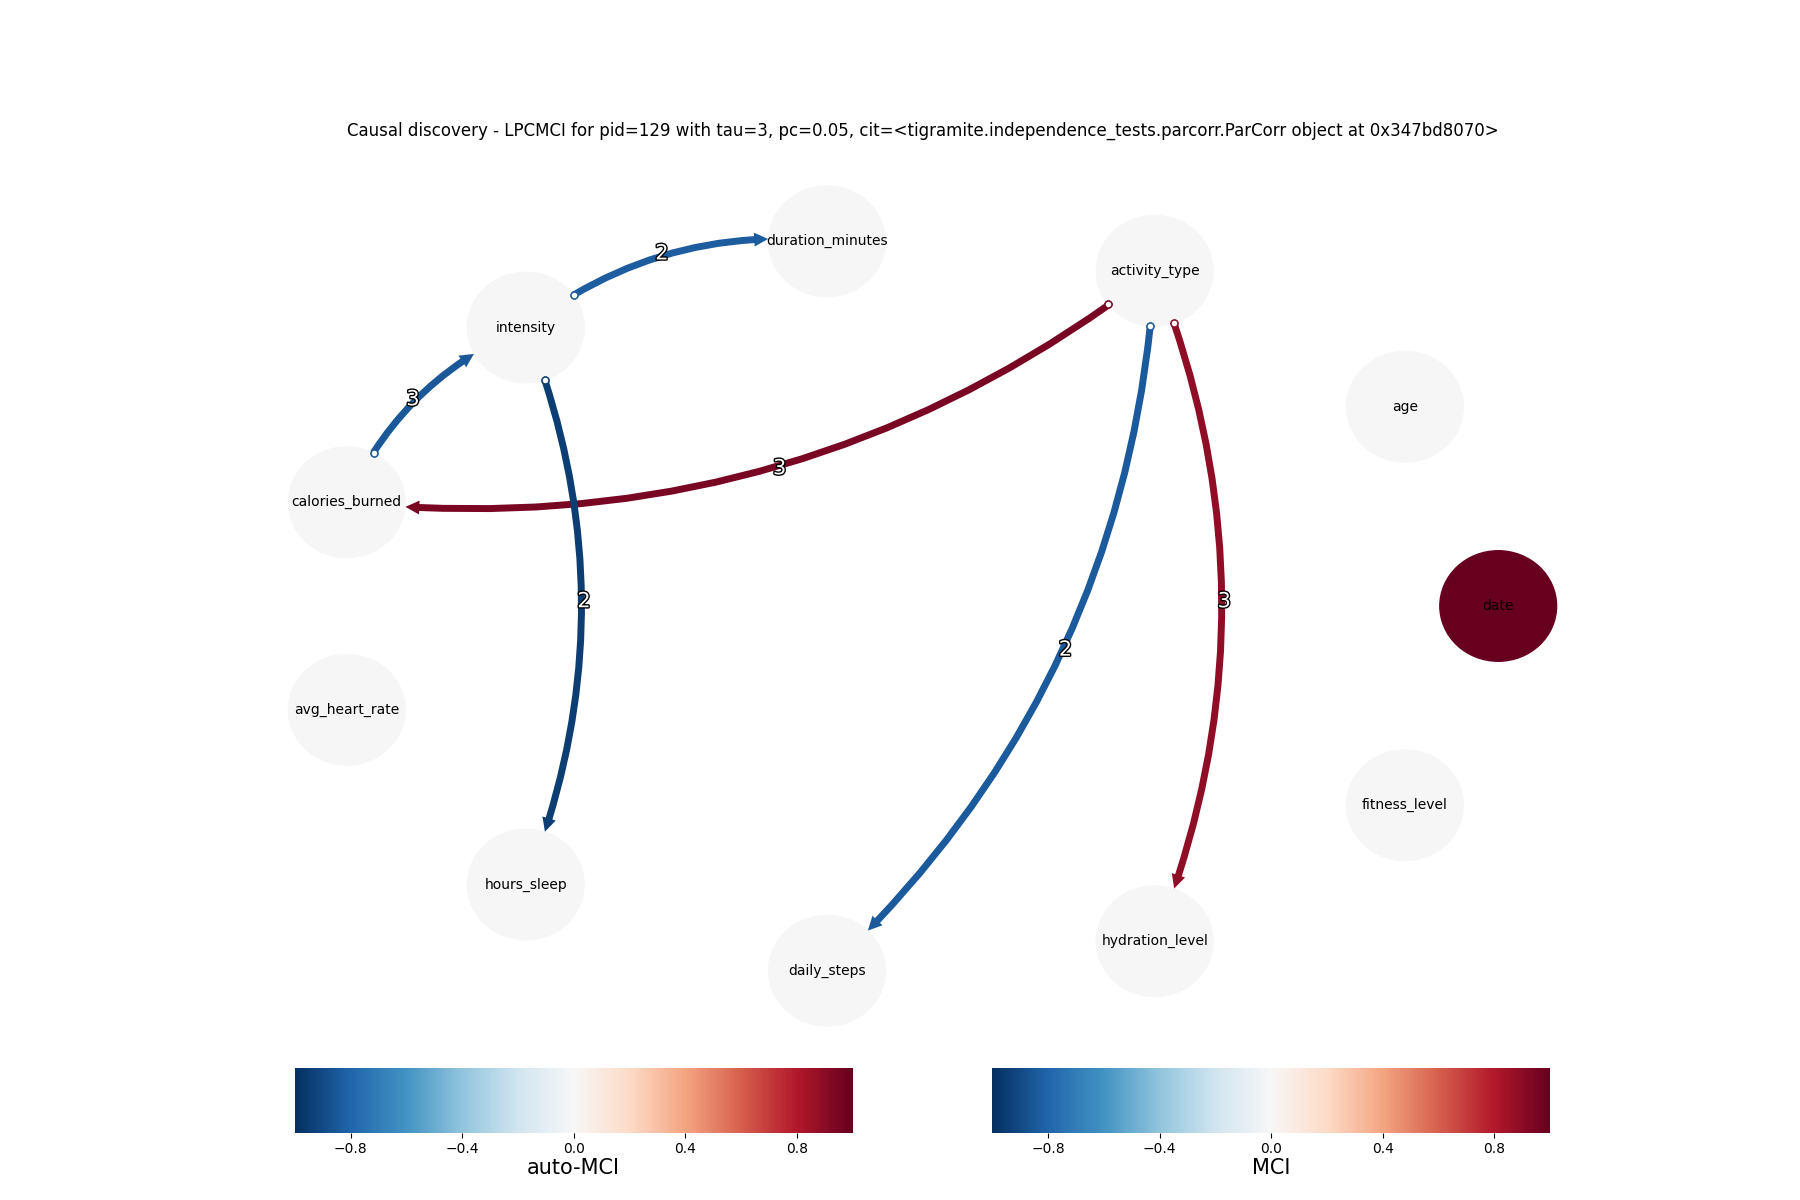 Causal discovery - LPCMCI for pid=129 with tau=3, pc=0.05, cit=<tigramite.independence_tests.parcorr.ParCorr object at 0x347bd8070>
duration_minutes
2
activity_type
intensity
3
age
3
calories_burned
2
3
date
2
avg_heart_rate
fitness_level
hours_sleep
hydration_level
daily_steps
−0.8 −0.4 0.0 0.4 0.8
auto-MCI
−0.8 −0.4 0.0 0.4 0.8
MCI